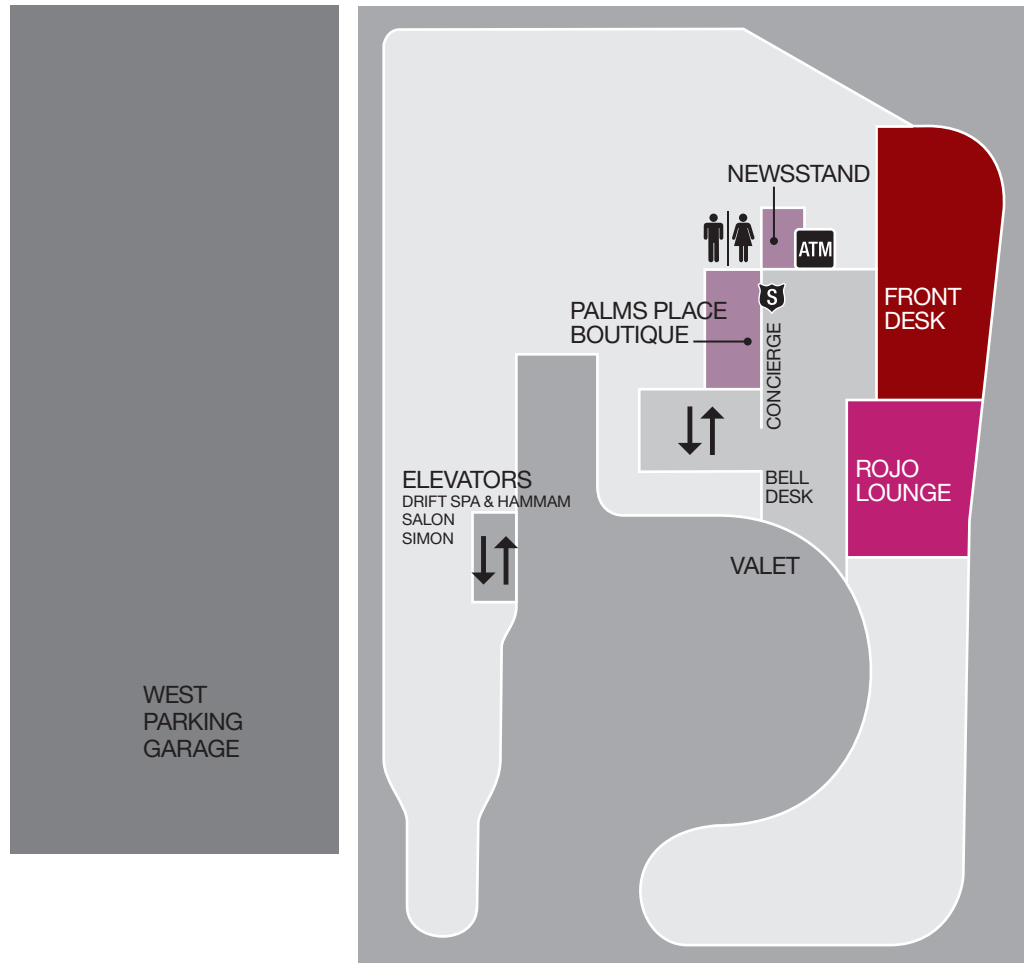 NEWSSTAND
ATM
S
PALMS PLACE
BOUTIQUE
CONCIERGE
FRONT
DESK
ELEVATORS
DRIFT SPA & HAMMAM
SALON
SIMON
BELL
DESK
ROJO
LOUNGE
VALET
WEST
PARKING
GARAGE